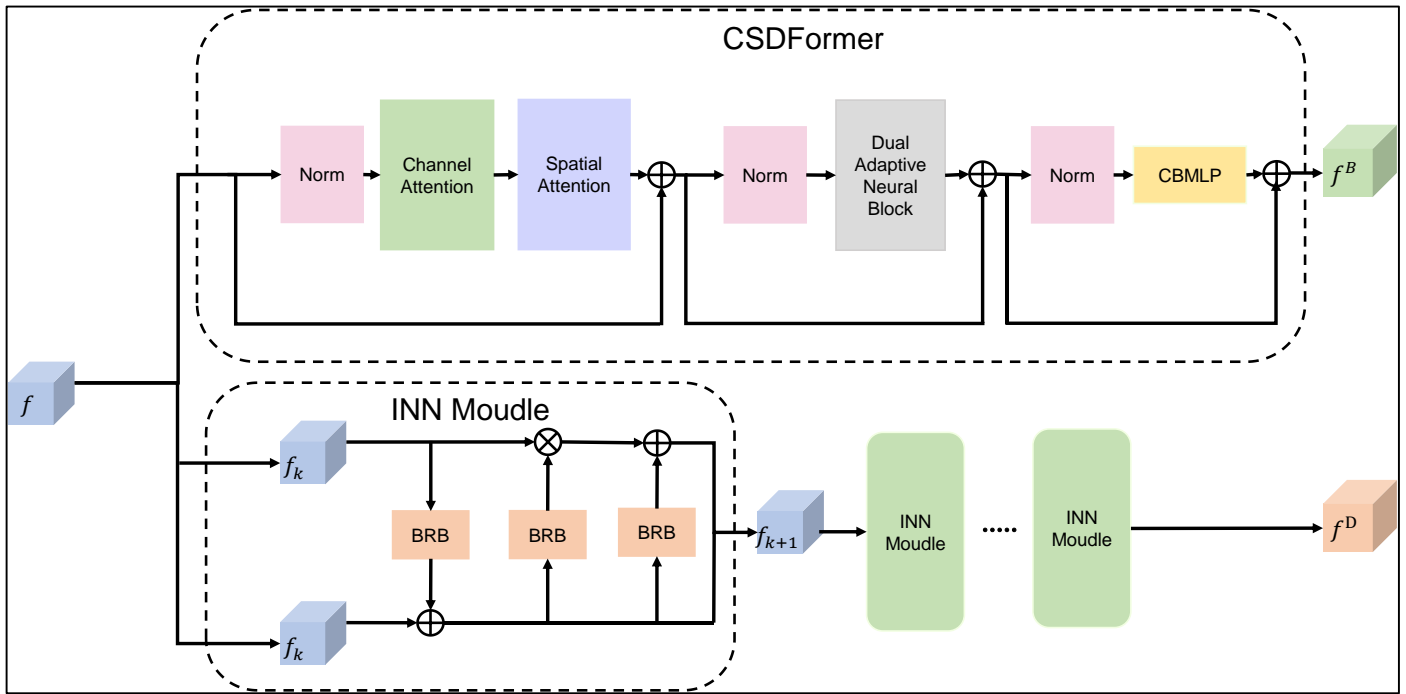 CSDFormer
Norm
Channel
Attention
Spatial
Attention
Norm
Dual
Adaptive
Neural
Block
Norm
CBMLP
f^B
f
INN Moudle
f_k
BRB
BRB
BRB
f_{k+1}
INN
Moudle
.....
INN
Moudle
f^D
f_k